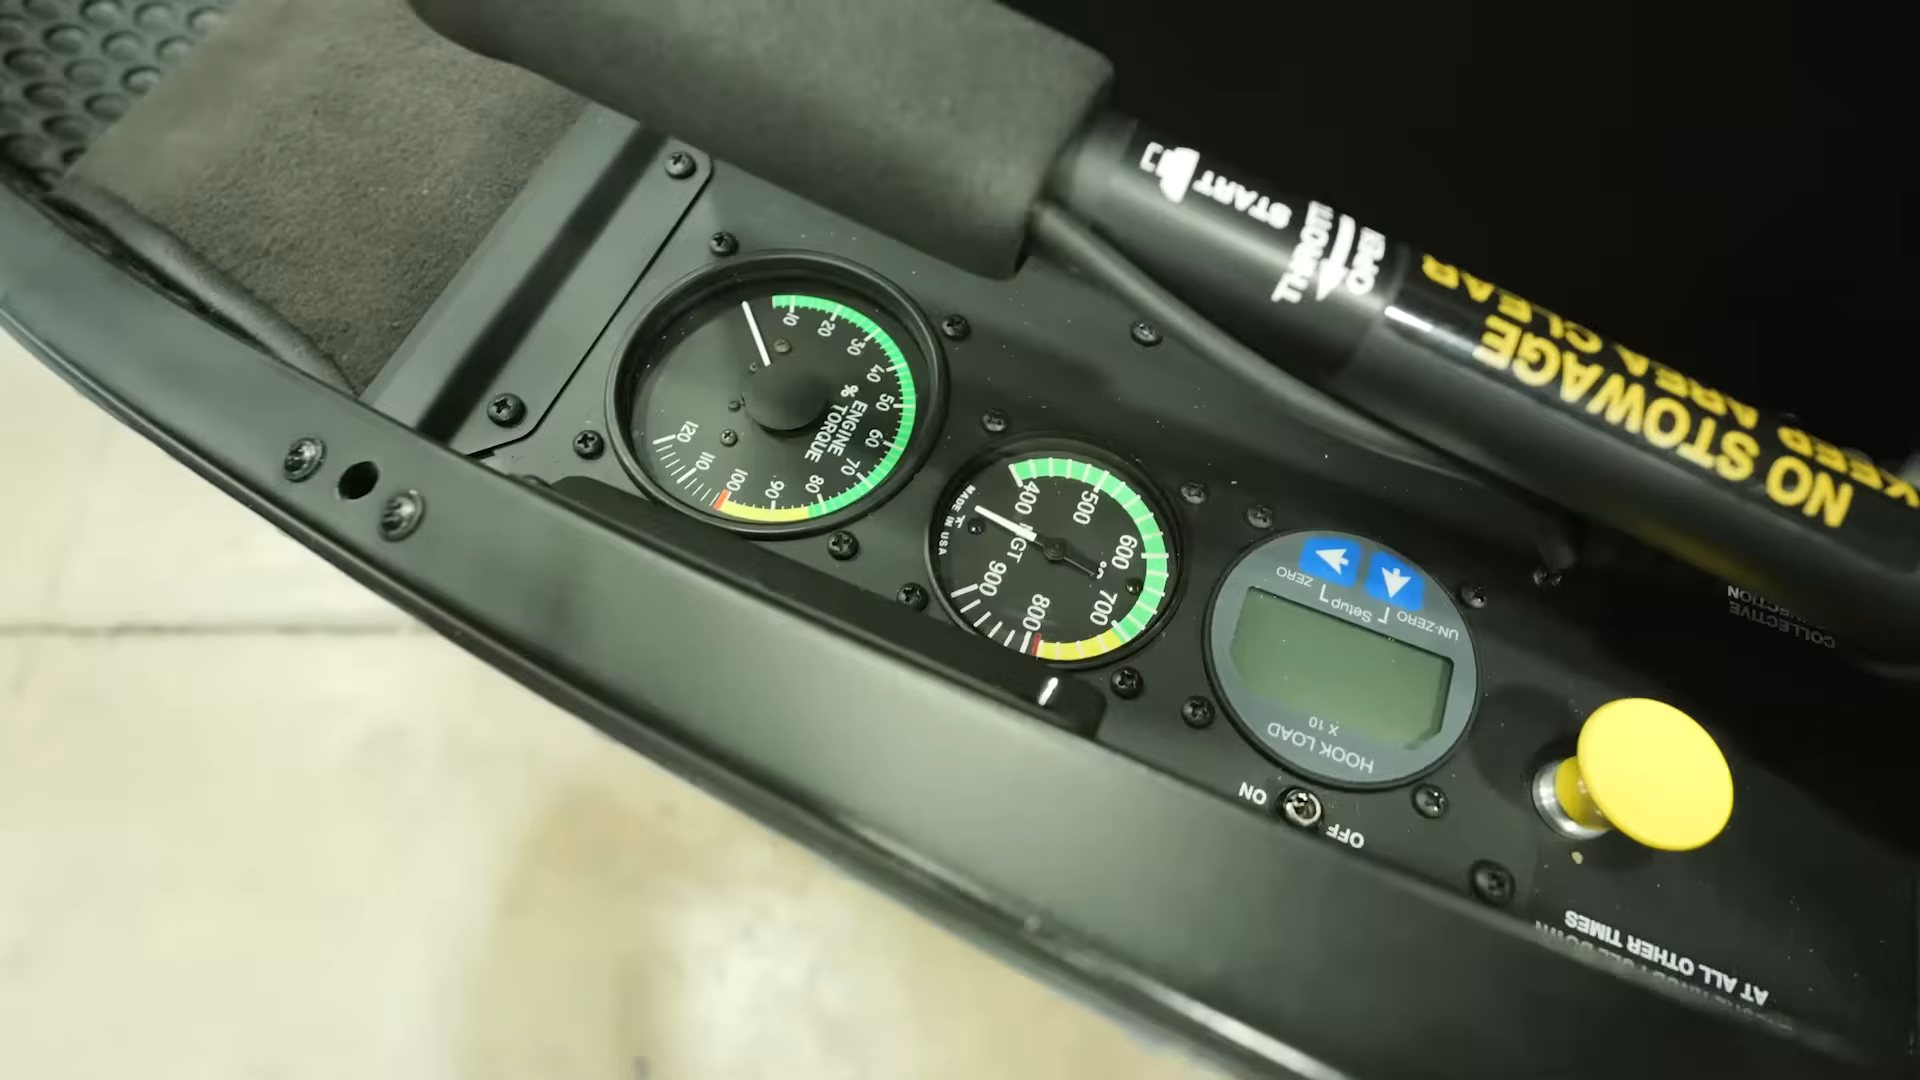 START
THROTTLE
OPEN
NO STOWAGE
KEEP AREA CLEAR
10
20
30
40
50
60
70
80
90
100
110
120
% ENGINE
TORQUE
400
500
600
700
800
900
MGT
°C
MADE IN USA
ZERO
Setup
UN-ZERO
X 10
HOOK LOAD
ON
OFF
COLLECTIVE
AT ALL OTHER TIMES